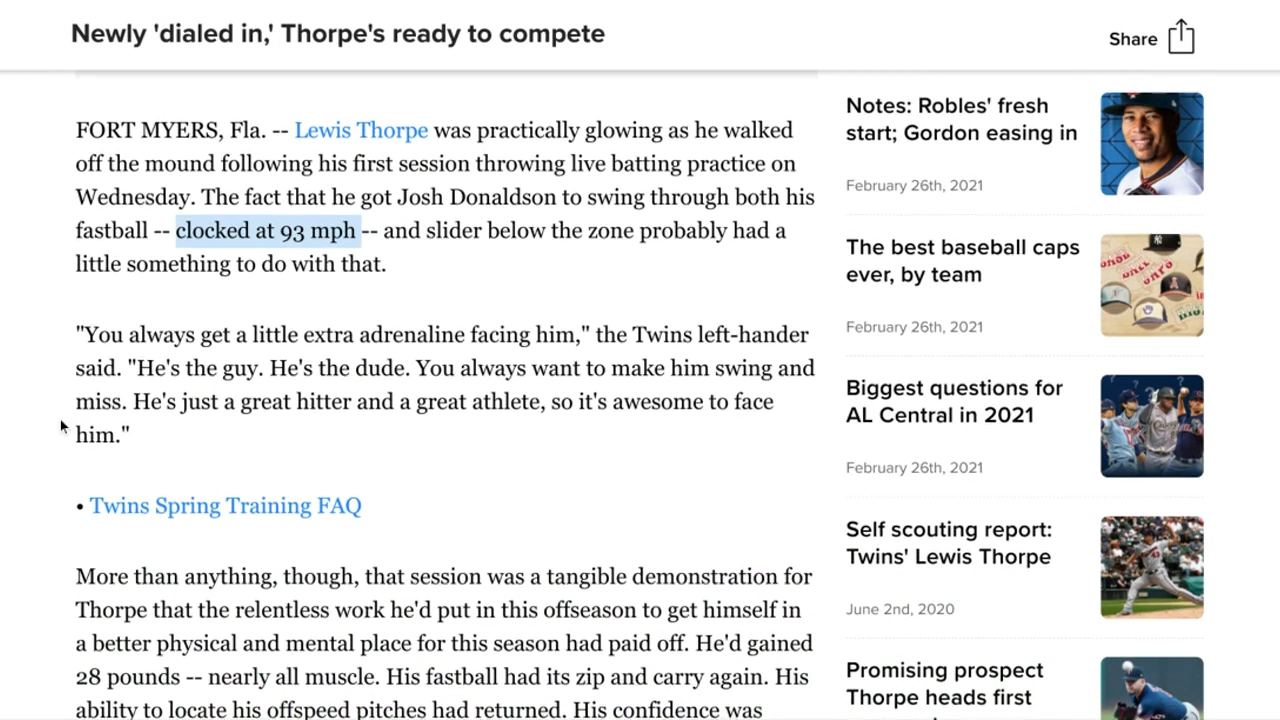 Newly 'dialed in,' Thorpe's ready to compete
Share
FORT MYERS, Fla. -- Lewis Thorpe was practically glowing as he walked
off the mound following his first session throwing live batting practice on
Wednesday. The fact that he got Josh Donaldson to swing through both his
fastball -- clocked at 93 mph -- and slider below the zone probably had a
little something to do with that.
"You always get a little extra adrenaline facing him," the Twins left-hander
said. "He's the guy. He's the dude. You always want to make him swing and
miss. He's just a great hitter and a great athlete, so it's awesome to face
him."
• Twins Spring Training FAQ
More than anything, though, that session was a tangible demonstration for
Thorpe that the relentless work he'd put in this offseason to get himself in
a better physical and mental place for this season had paid off. He'd gained
28 pounds -- nearly all muscle. His fastball had its zip and carry again. His
ability to locate his offspeed pitches had returned. His confidence was
Notes: Robles' fresh
start; Gordon easing in
February 26th, 2021
The best baseball caps
ever, by team
February 26th, 2021
Biggest questions for
AL Central in 2021
February 26th, 2021
Self scouting report:
Twins' Lewis Thorpe
June 2nd, 2020
Promising prospect
Thorpe heads first